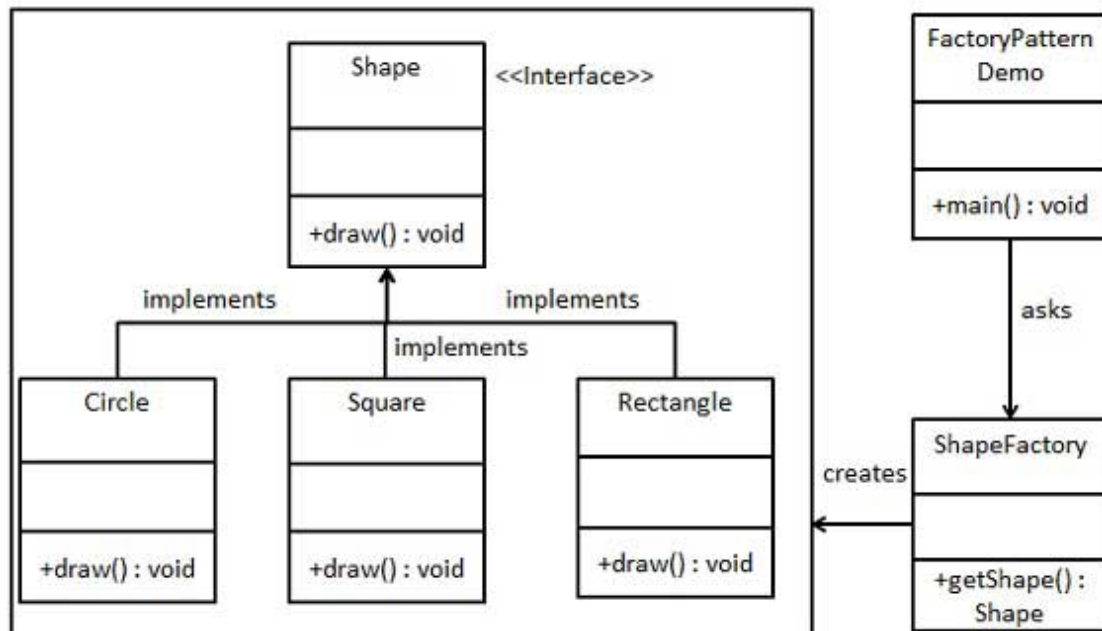 Shape
<<Interface>>
+draw() : void
implements
implements
implements
Circle
+draw() : void
Square
+draw() : void
Rectangle
+draw() : void
FactoryPattern
Demo
+main() : void
asks
ShapeFactory
+getShape() :
Shape
creates